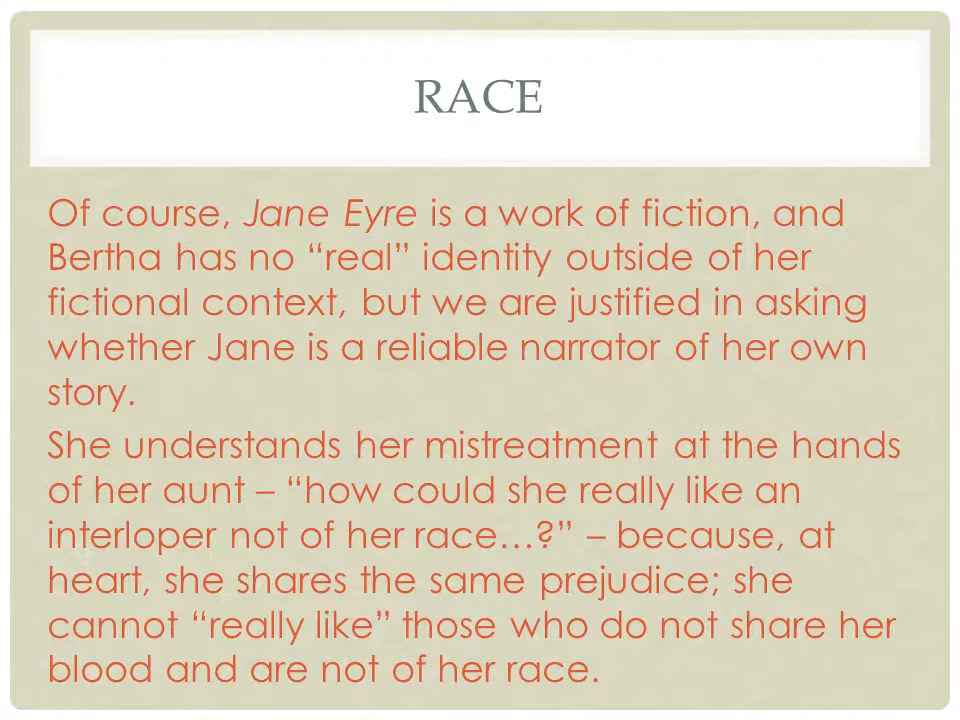 RACE
Of course, Jane Eyre is a work of fiction, and
Bertha has no “real” identity outside of her
fictional context, but we are justified in asking
whether Jane is a reliable narrator of her own
story.
She understands her mistreatment at the hands
of her aunt – “how could she really like an
interloper not of her race…?” – because, at
heart, she shares the same prejudice; she
cannot “really like” those who do not share her
blood and are not of her race.